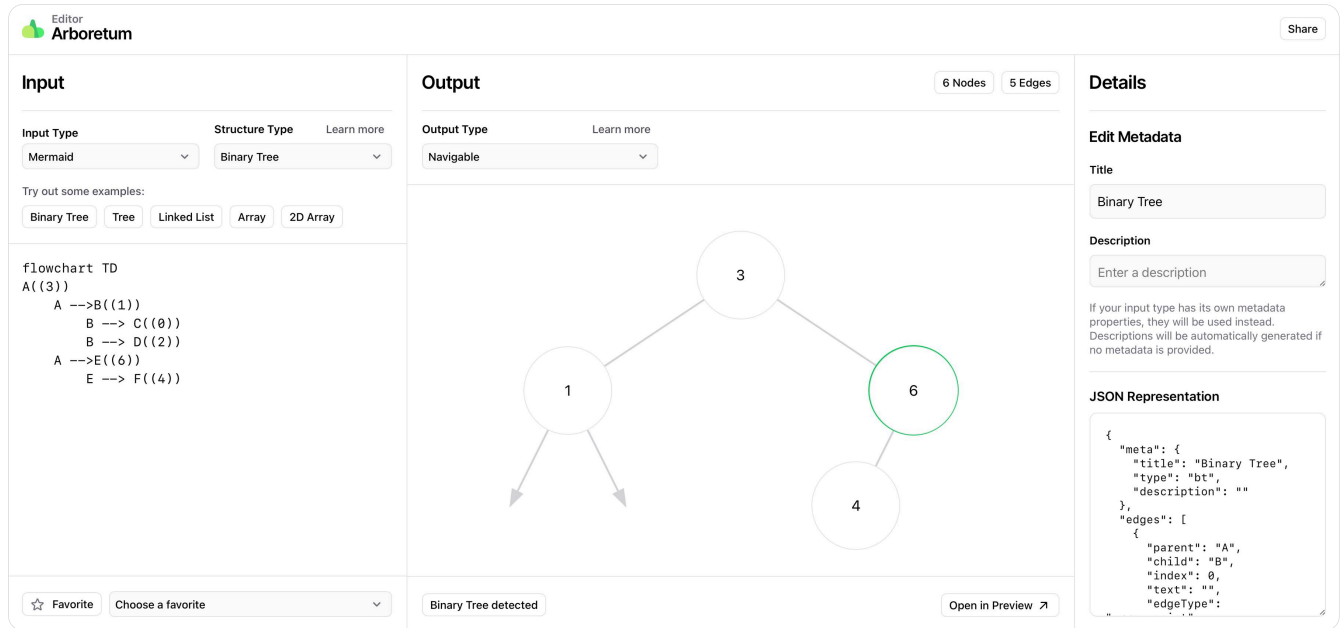 Editor
Arboretum
Share
Input
Input Type
Structure Type
Learn more
Mermaid
Binary Tree
Try out some examples:
Binary Tree
Tree
Linked List
Array
2D Array
flowchart TD
A((3))
    A -->B((1))
        B --> C((0))
        B --> D((2))
    A -->E((6))
        E --> F((4))
Favorite
Choose a favorite
Output
6 Nodes
5 Edges
Output Type
Learn more
Navigable
3
1
6
4
Binary Tree detected
Open in Preview
Details
Edit Metadata
Title
Binary Tree
Description
Enter a description
If your input type has its own metadata
properties, they will be used instead.
Descriptions will be automatically generated if
no metadata is provided.
JSON Representation
{
  "meta": {
    "title": "Binary Tree",
    "type": "bt",
    "description": ""
  },
  "edges": [
    {
      "parent": "A",
      "child": "B",
      "index": 0,
      "text": "",
      "edgeType":